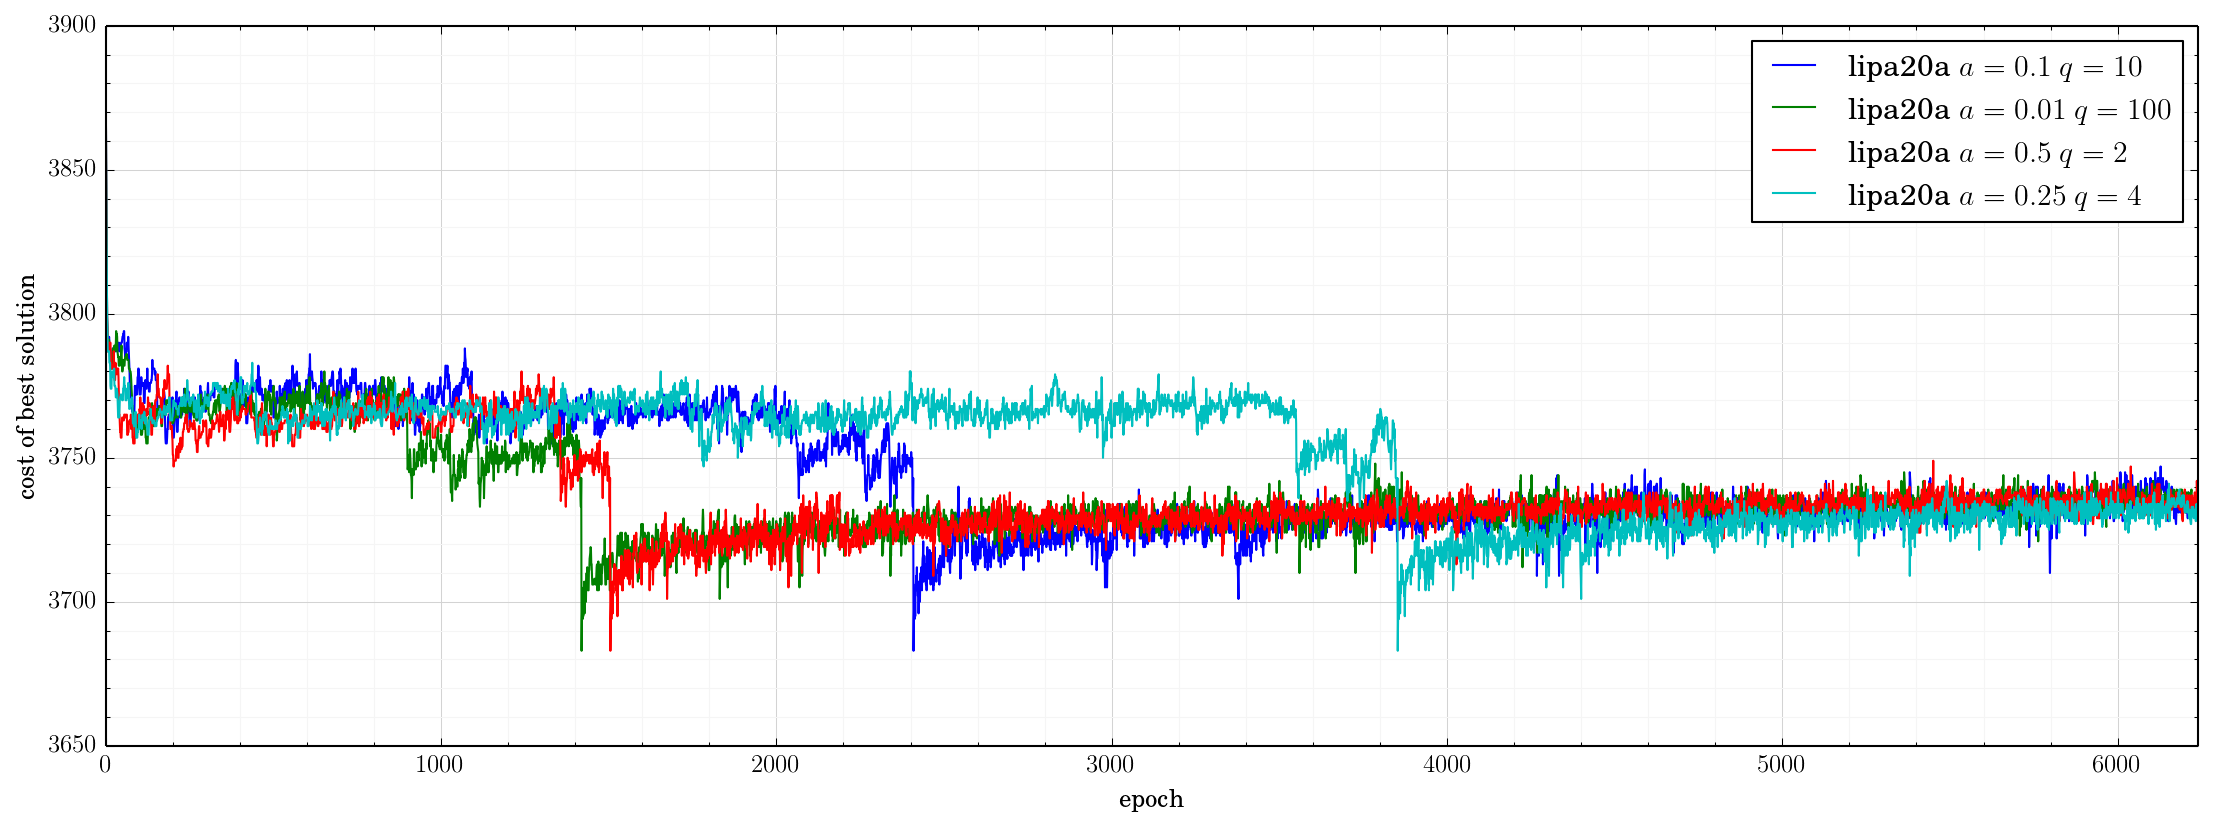 3900
3850
3800
3750
3700
3650
cost of best solution
lipa20a a = 0.1 q = 10
lipa20a a = 0.01 q = 100
lipa20a a = 0.5 q = 2
lipa20a a = 0.25 q = 4
0 1000 2000 3000 4000 5000 6000
epoch